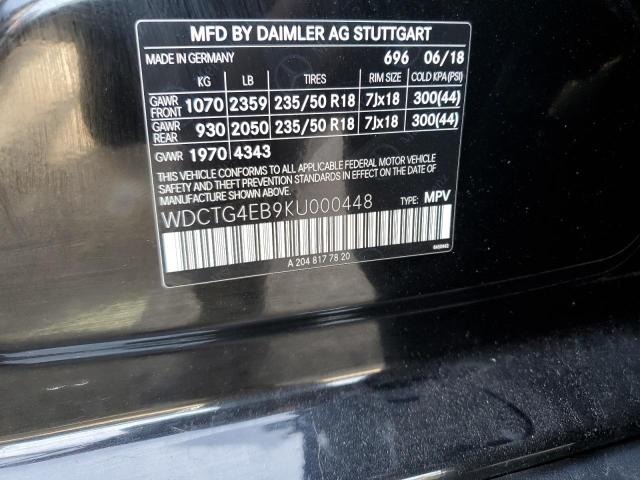 MFD BY DAIMLER AG STUTTGART
MADE IN GERMANY 696 06/18
KG LB TIRES RIM SIZE COLD KPA(PSI)
GAWR FRONT 1070 2359 235/50 R18 7Jx18 300(44)
GAWR REAR 930 2050 235/50 R18 7Jx18 300(44)
GVWR 1970 4343
THIS VEHICLE CONFORMS TO ALL APPLICABLE FEDERAL MOTOR VEHICLE
SAFETY AND THEFT PREVENTION STANDARDS IN EFFECT ON THE DATE OF
MANUFACTURE SHOWN ABOVE.
WDCTG4EB9KU000448 TYPE: MPV
A 204 817 78 20